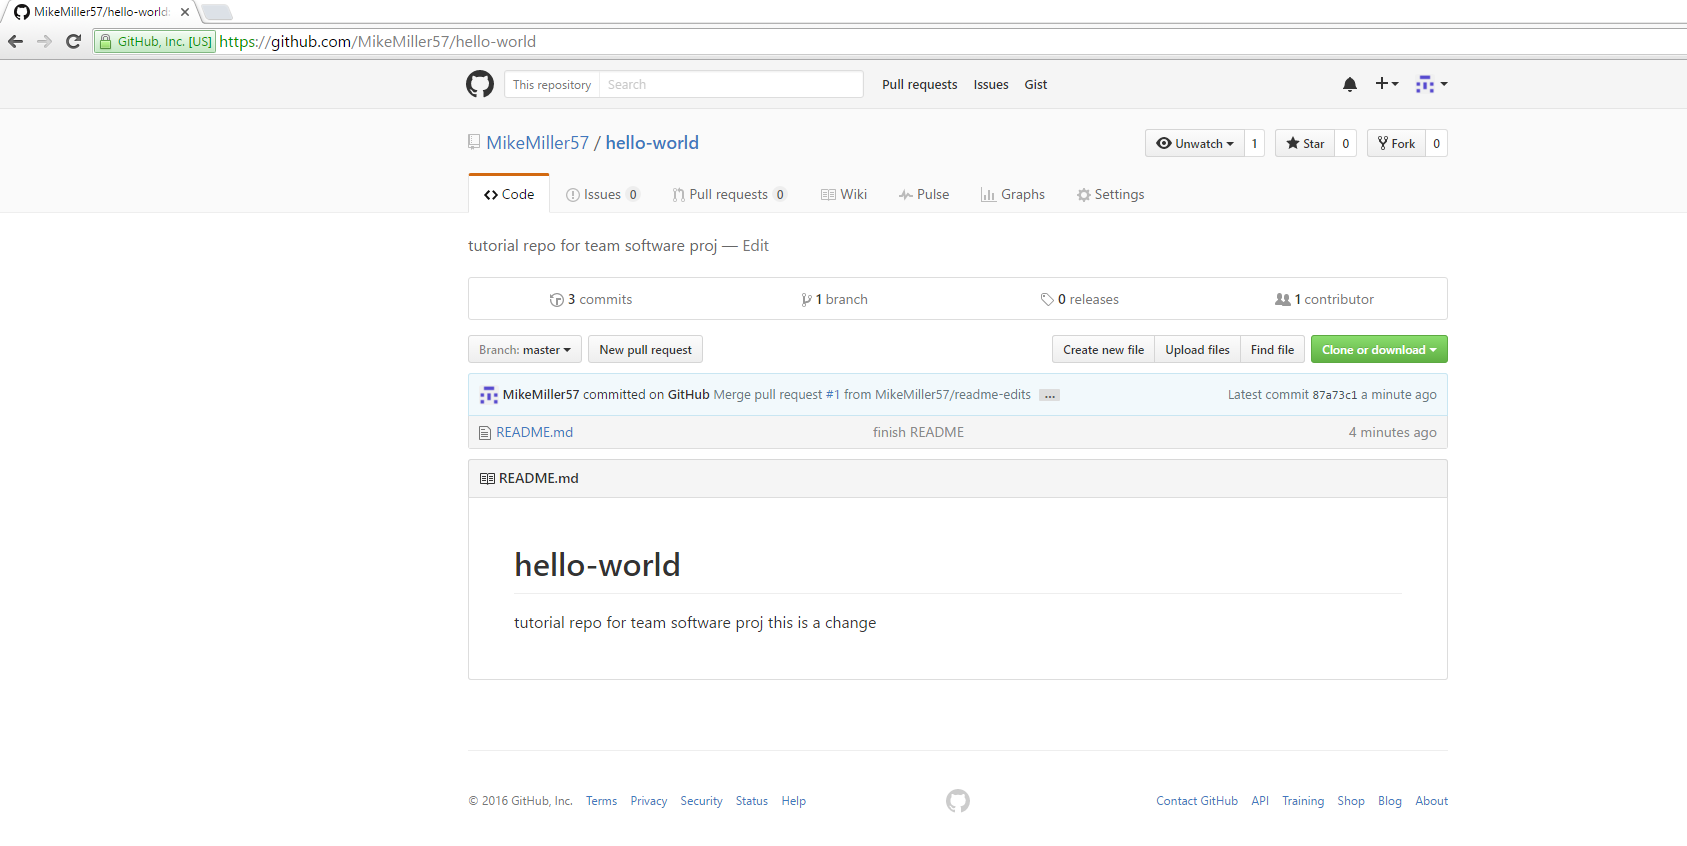 MikeMiller57/hello-world
GitHub, Inc. [US] https://github.com/MikeMiller57/hello-world
This repository Search Pull requests Issues Gist
MikeMiller57 / hello-world Unwatch 1 Star 0 Fork 0
Code Issues 0 Pull requests 0 Wiki Pulse Graphs Settings
tutorial repo for team software proj — Edit
3 commits 1 branch 0 releases 1 contributor
Branch: master New pull request Create new file Upload files Find file Clone or download
MikeMiller57 committed on GitHub Merge pull request #1 from MikeMiller57/readme-edits ... Latest commit 87a73c1 a minute ago
README.md finish README 4 minutes ago
README.md
hello-world
tutorial repo for team software proj this is a change
© 2016 GitHub, Inc. Terms Privacy Security Status Help Contact GitHub API Training Shop Blog About